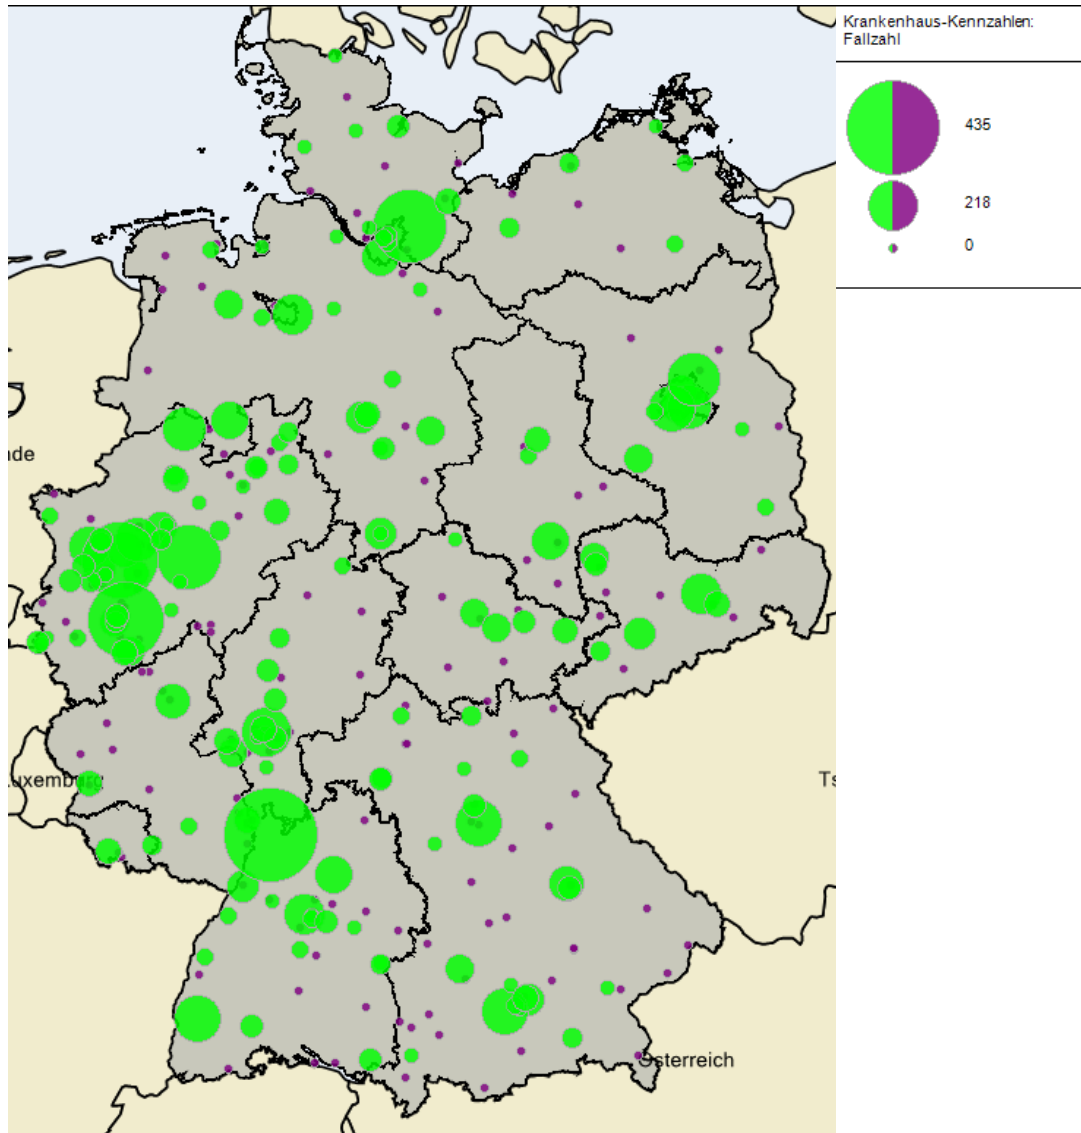 Krankenhaus-Kennzahlen:
Fallzahl
435
218
0
nde
Luxemburg
Ts
Österreich